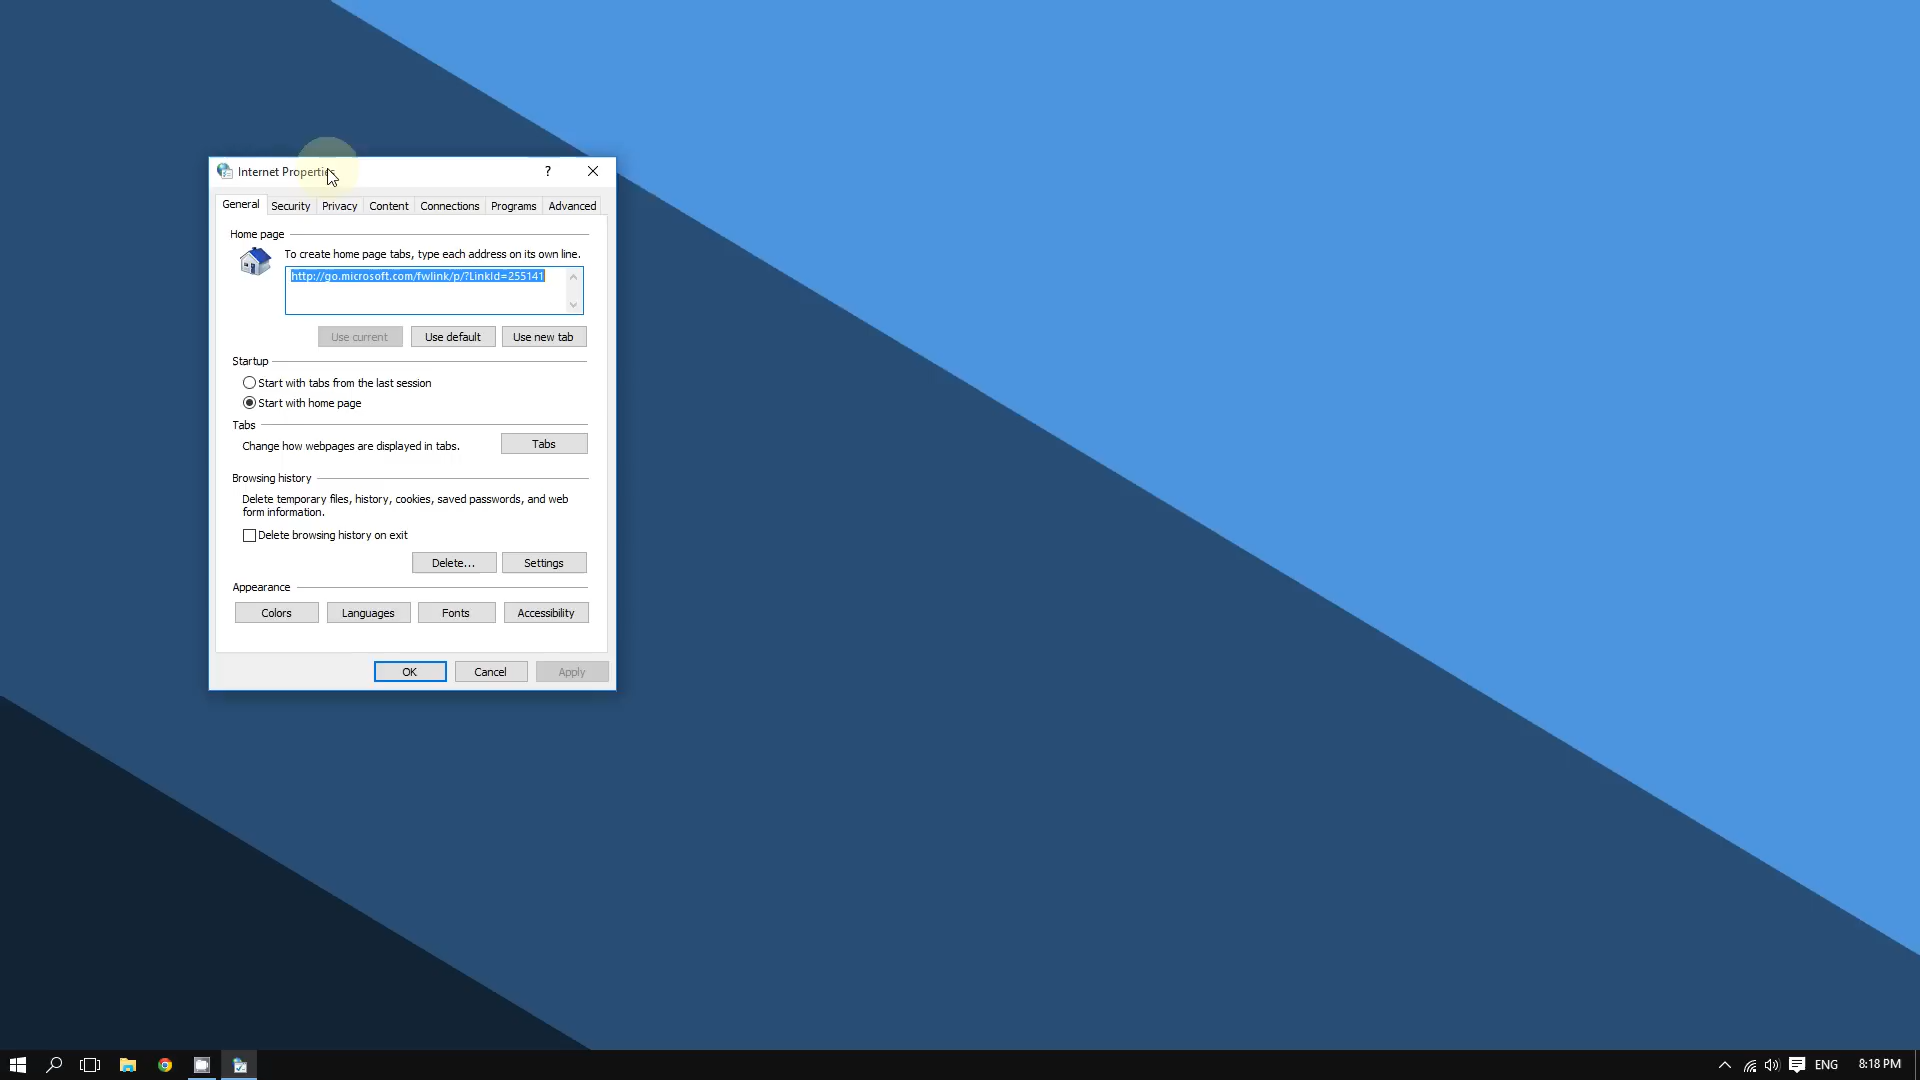 Internet Properties
?
General Security Privacy Content Connections Programs Advanced
Home page
To create home page tabs, type each address on its own line.
http://go.microsoft.com/fwlink/p/?LinkId=255141
Use current Use default Use new tab
Startup
Start with tabs from the last session
Start with home page
Tabs
Change how webpages are displayed in tabs.
Tabs
Browsing history
Delete temporary files, history, cookies, saved passwords, and web
form information.
Delete browsing history on exit
Delete... Settings
Appearance
Colors Languages Fonts Accessibility
OK Cancel Apply
ENG 8:18 PM